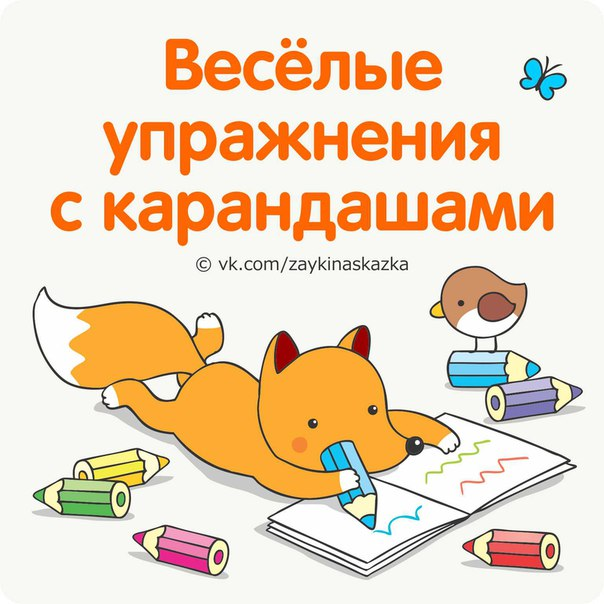 Весёлые
упражнения
с карандашами
© vk.com/zaykinaskazka